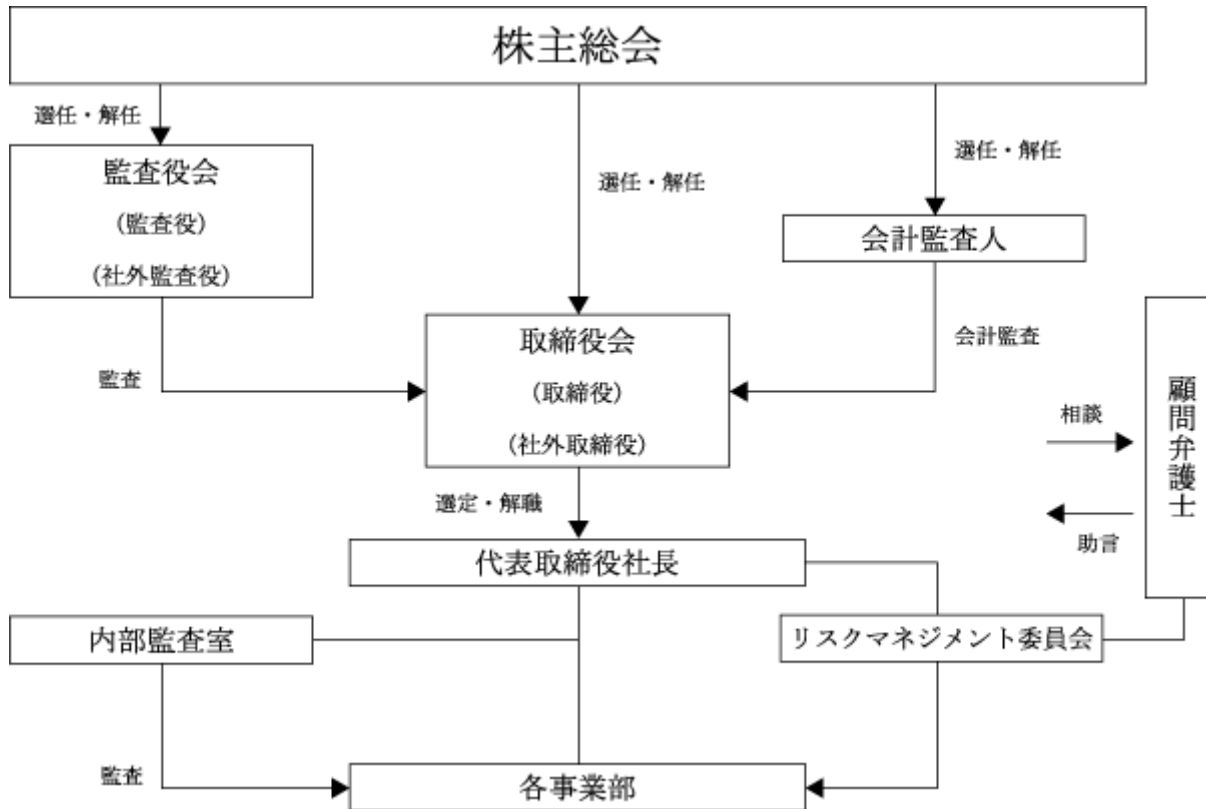 株主総会
選任・解任
監査役会
(監査役)
(社外監査役)
選任・解任
選任・解任
会計監査人
取締役会
(取締役)
(社外取締役)
監査
会計監査
顧問弁護士
相談
助言
選定・解職
代表取締役社長
内部監査室
リスクマネジメント委員会
監査
各事業部